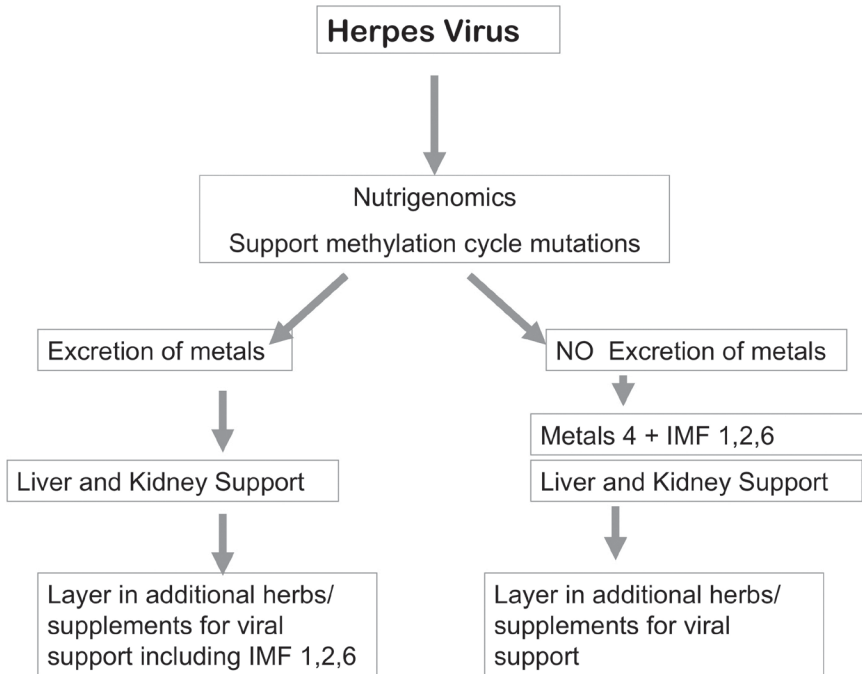 Herpes Virus
Nutrigenomics
Support methylation cycle mutations
Excretion of metals
NO Excretion of metals
Metals 4 + IMF 1,2,6
Liver and Kidney Support
Liver and Kidney Support
Layer in additional herbs/
supplements for viral
support including IMF 1,2,6
Layer in additional herbs/
supplements for viral
support